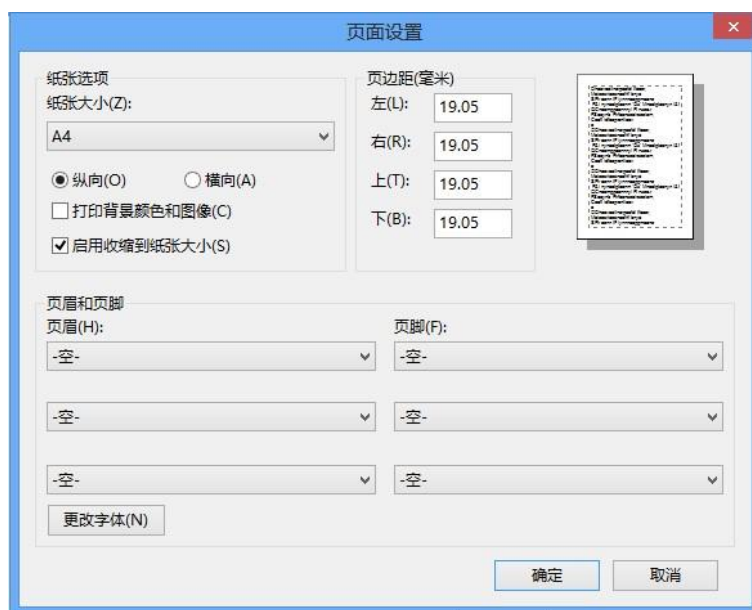 页面设置
纸张选项
纸张大小(Z):
A4
纵向(O) 横向(A)
打印背景颜色和图像(C)
启用收缩到纸张大小(S)
页边距(毫米)
左(L): 19.05
右(R): 19.05
上(T): 19.05
下(B): 19.05
页眉和页脚
页眉(H): 页脚(F):
-空- -空-
-空- -空-
-空- -空-
更改字体(N)
确定 取消